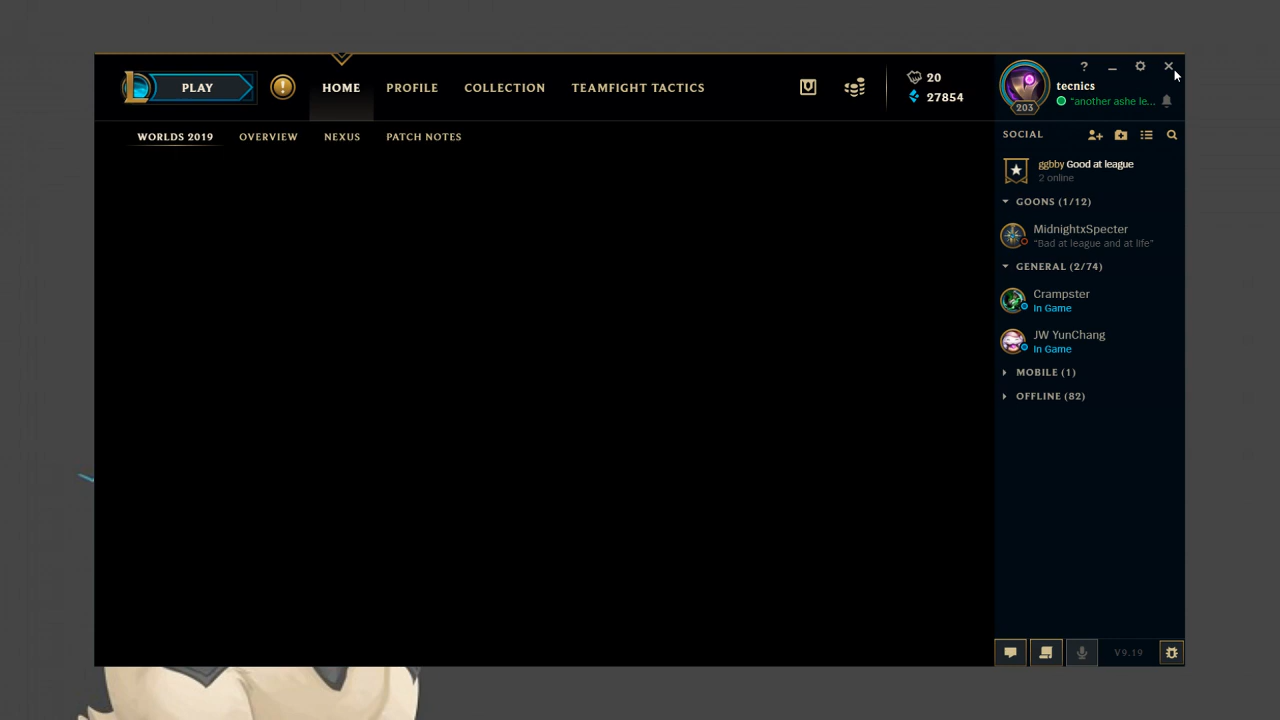 PLAY
HOME
PROFILE
COLLECTION
TEAMFIGHT TACTICS
20
27854
203
tecnics
"another ashe le...
WORLDS 2019
OVERVIEW
NEXUS
PATCH NOTES
SOCIAL
ggbby Good at league
2 online
GOONS (1/12)
MidnightxSpecter
"Bad at league and at life"
GENERAL (2/74)
Crampster
In Game
JW YunChang
In Game
MOBILE (1)
OFFLINE (82)
V9.19